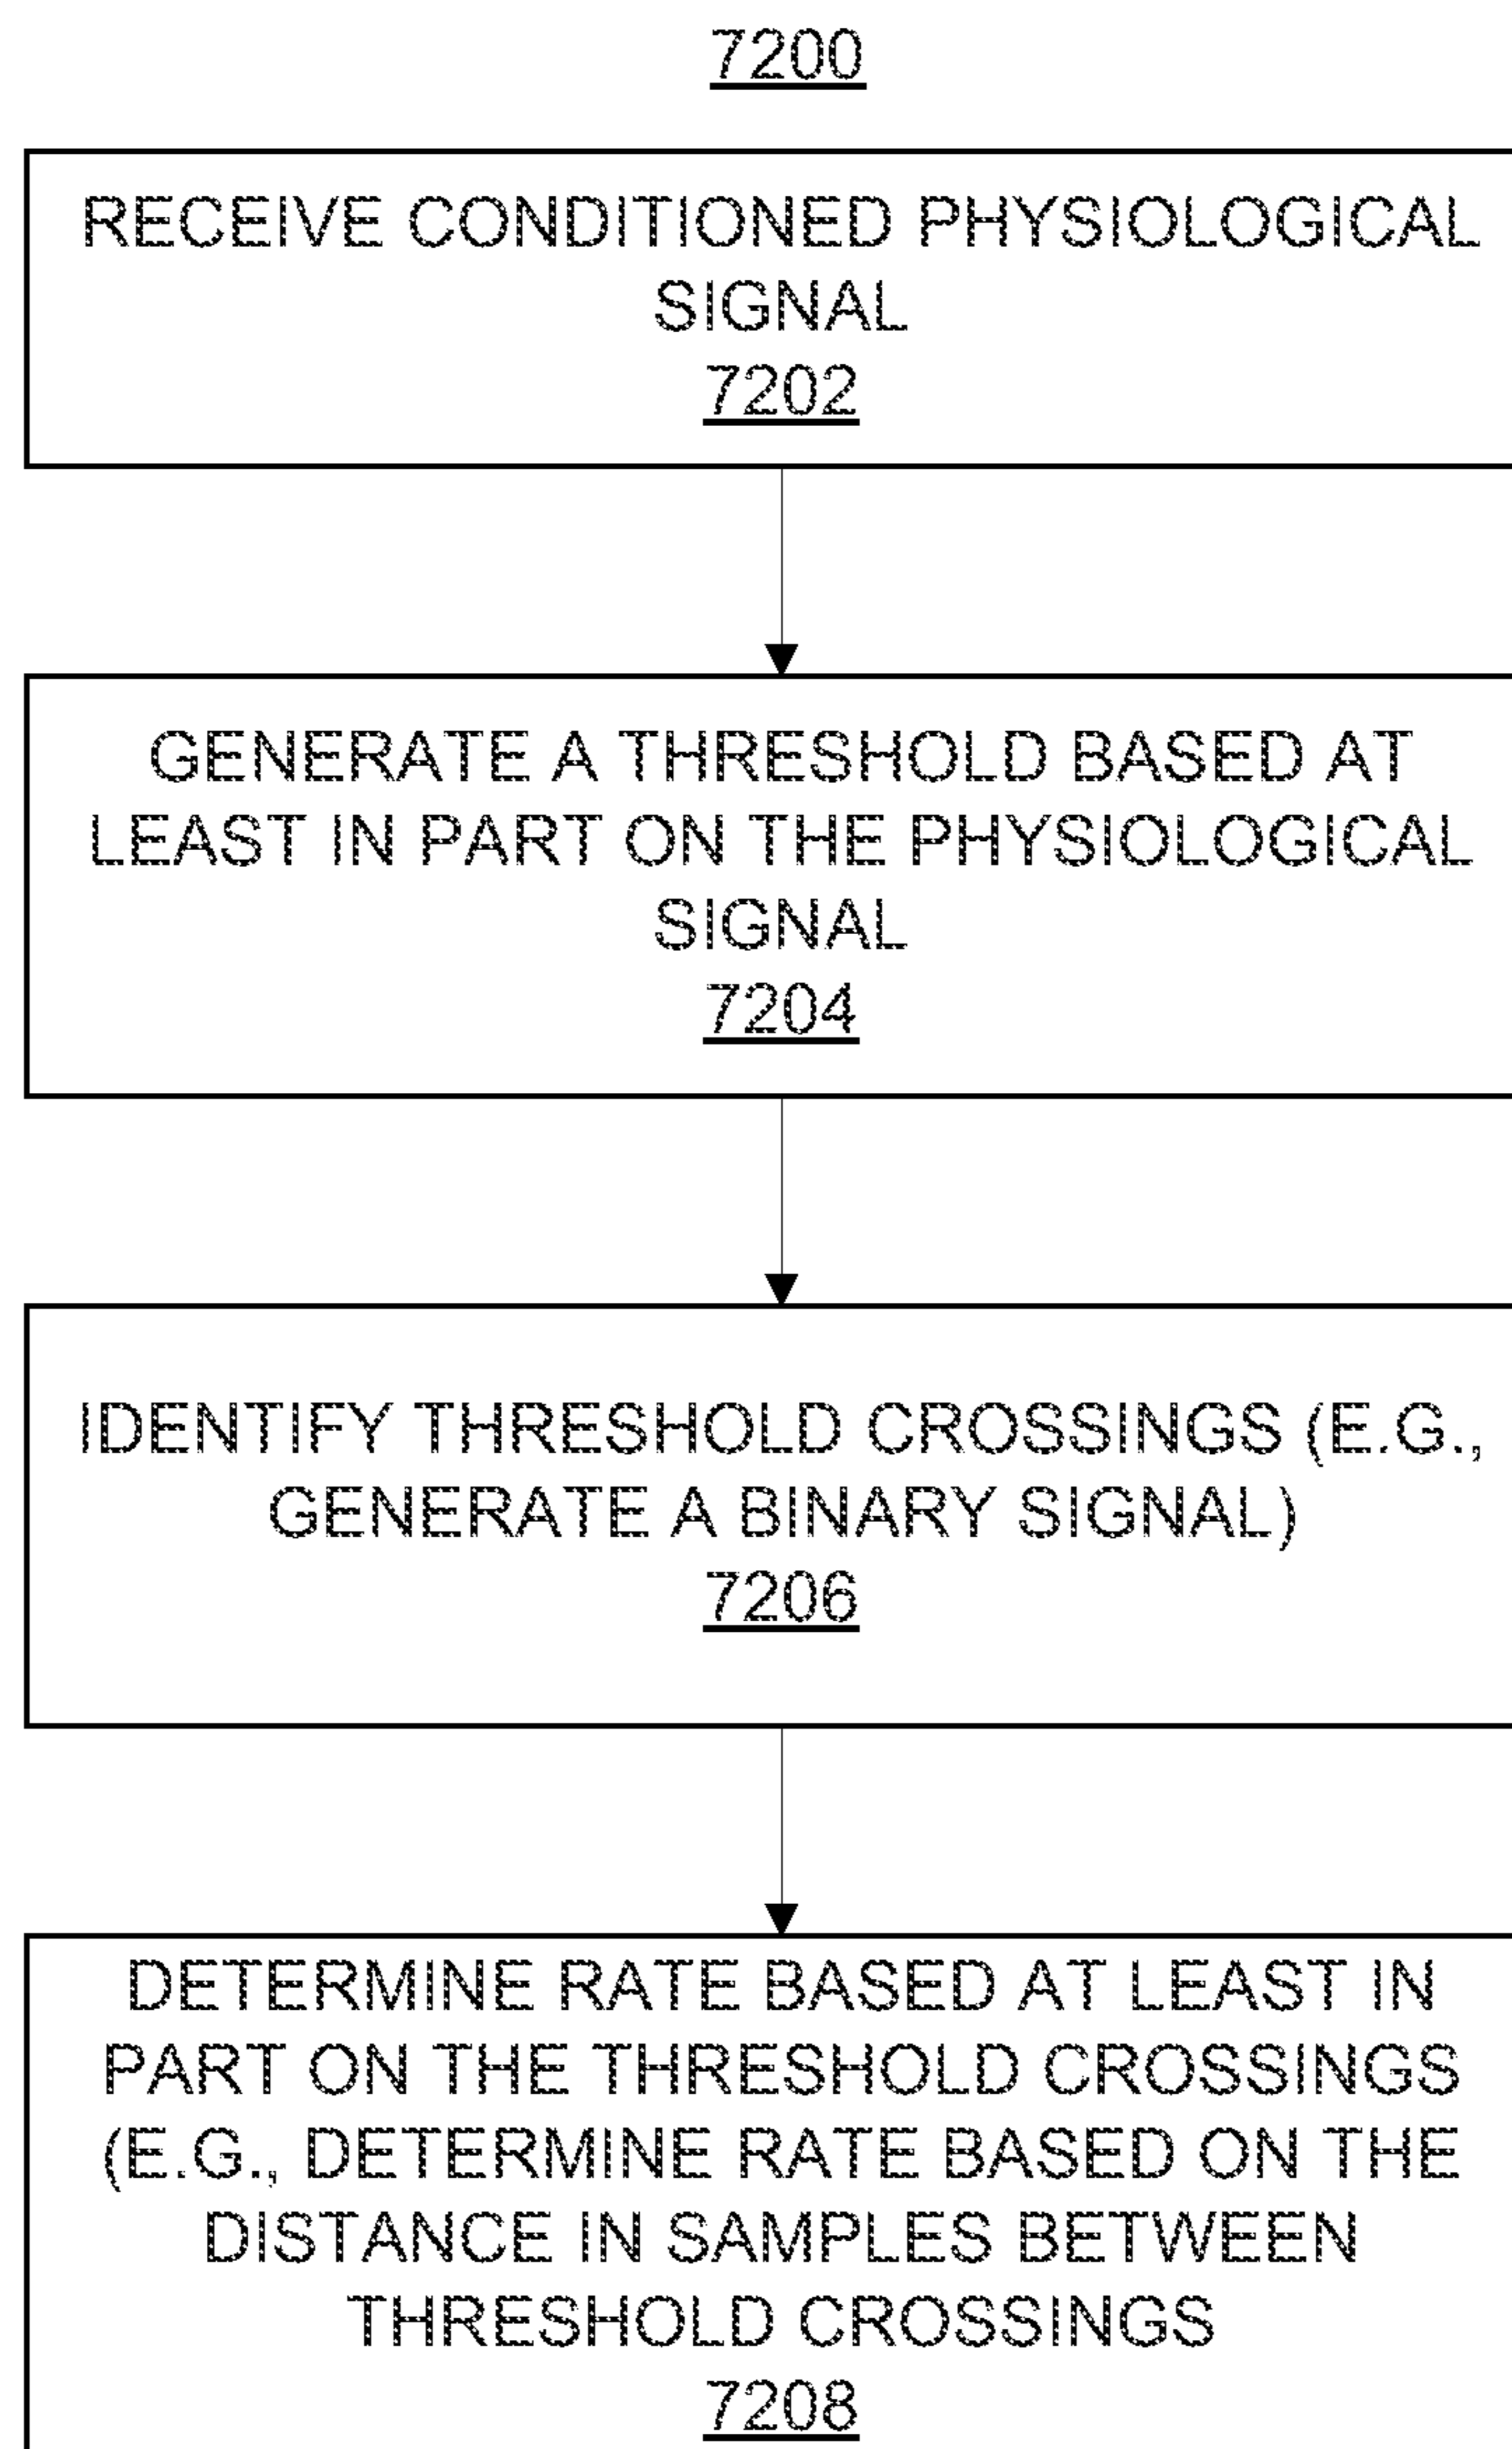 7200
RECEIVE CONDITIONED PHYSIOLOGICAL
SIGNAL
7202
GENERATE A THRESHOLD BASED AT
LEAST IN PART ON THE PHYSIOLOGICAL
SIGNAL
7204
IDENTIFY THRESHOLD CROSSINGS (E.G.,
GENERATE A BINARY SIGNAL)
7206
DETERMINE RATE BASED AT LEAST IN
PART ON THE THRESHOLD CROSSINGS
(E.G., DETERMINE RATE BASED ON THE
DISTANCE IN SAMPLES BETWEEN
THRESHOLD CROSSINGS
7208